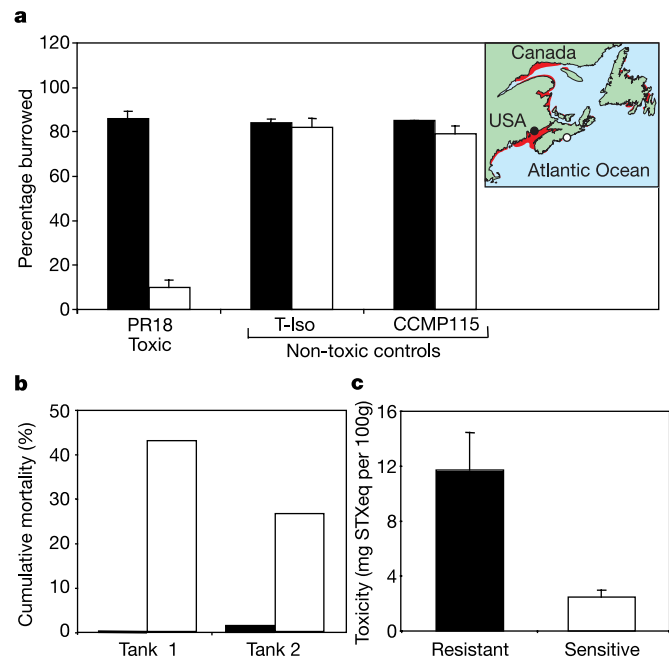 a
Percentage burrowed
120
100
80
60
40
20
0
PR18
Toxic
T-Iso
CCMP115
Non-toxic controls
Canada
USA
Atlantic Ocean
b
Cumulative mortality (%)
50
40
30
20
10
0
Tank 1
Tank 2
c
Toxicity (mg STXeq per 100g)
16
12
8
4
0
Resistant
Sensitive